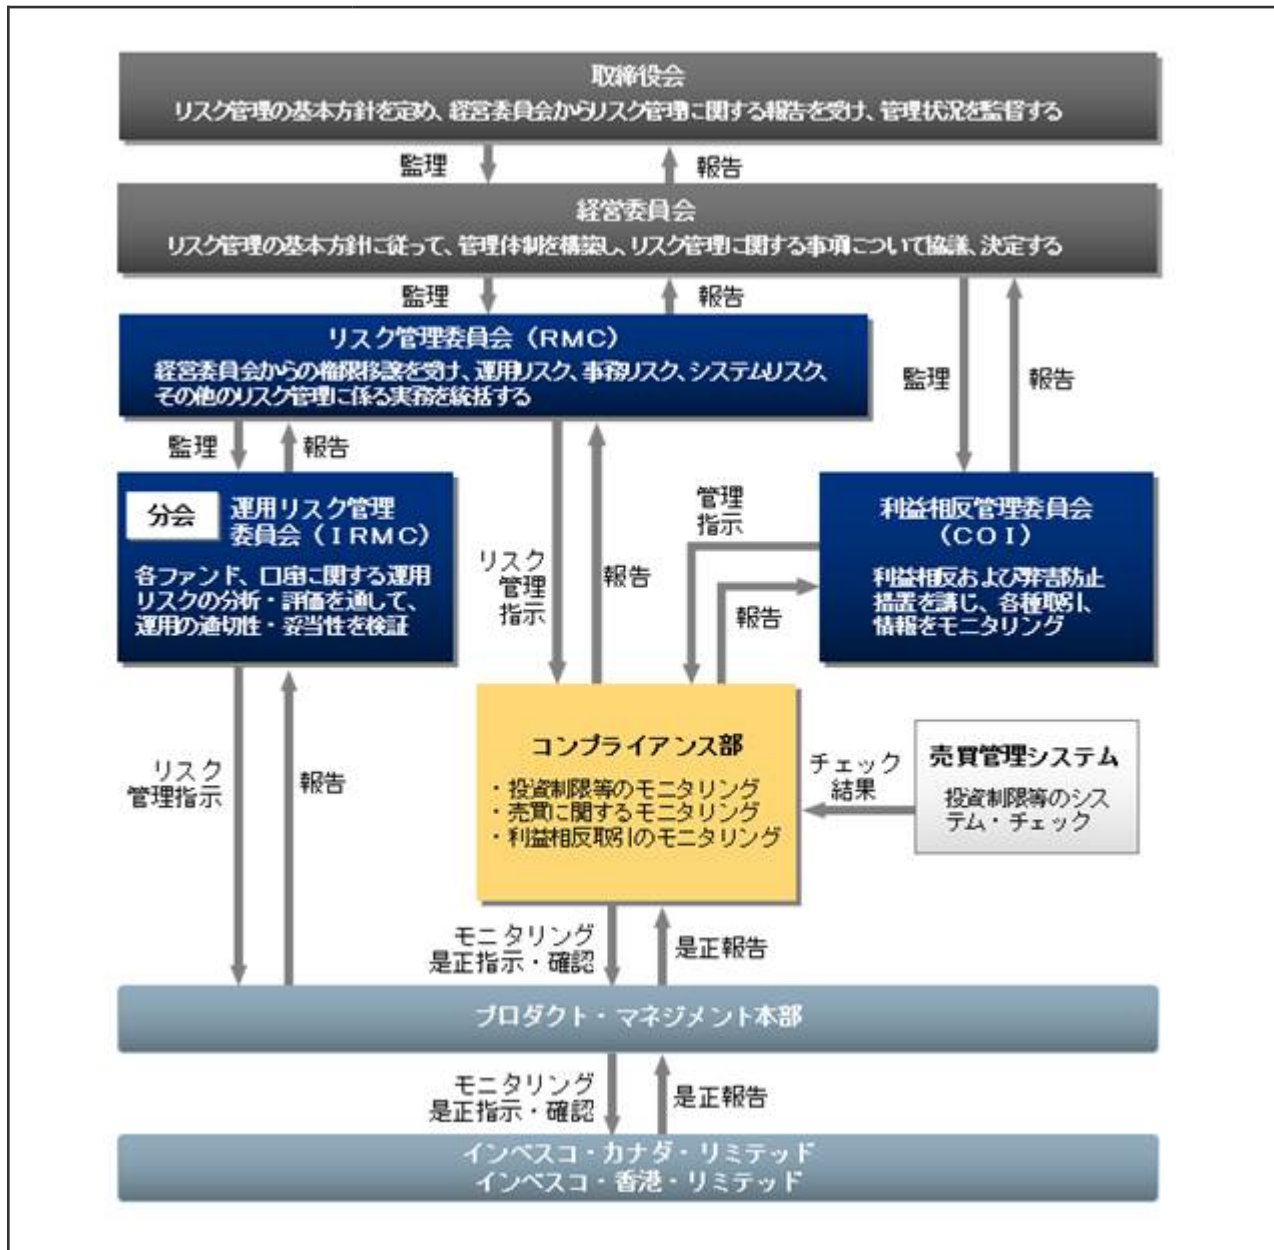 取締役会
リスク管理の基本方針を定め、経営委員会からリスク管理に関する報告を受け、管理状況を監督する
監理
報告
経営委員会
リスク管理の基本方針に従って、管理体制を構築し、リスク管理に関する事項について協議、決定する
監理
報告
リスク管理委員会（RMC）
経営委員会からの権限移譲を受け、運用リスク、事務リスク、システムリスク、
その他のリスク管理に係る実務を統括する
監理
報告
監理
報告
分会
運用リスク管理
委員会（IRMC）
各ファンド、口座に関する運用
リスクの分析・評価を通して、
運用の適切性・妥当性を検証
リスク
管理
指示
報告
管理
指示
報告
利益相反管理委員会
（COI）
利益相反および弊害防止
措置を講じ、各種取引、
情報をモニタリング
リスク
管理指示
報告
コンプライアンス部
・投資制限等のモニタリング
・売買に関するモニタリング
・利益相反取引のモニタリング
チェック
結果
売買管理システム
投資制限等のシス
テム・チェック
モニタリング
是正指示・確認
是正報告
プロダクト・マネジメント本部
モニタリング
是正指示・確認
是正報告
インベスコ・カナダ・リミテッド
インベスコ・香港・リミテッド